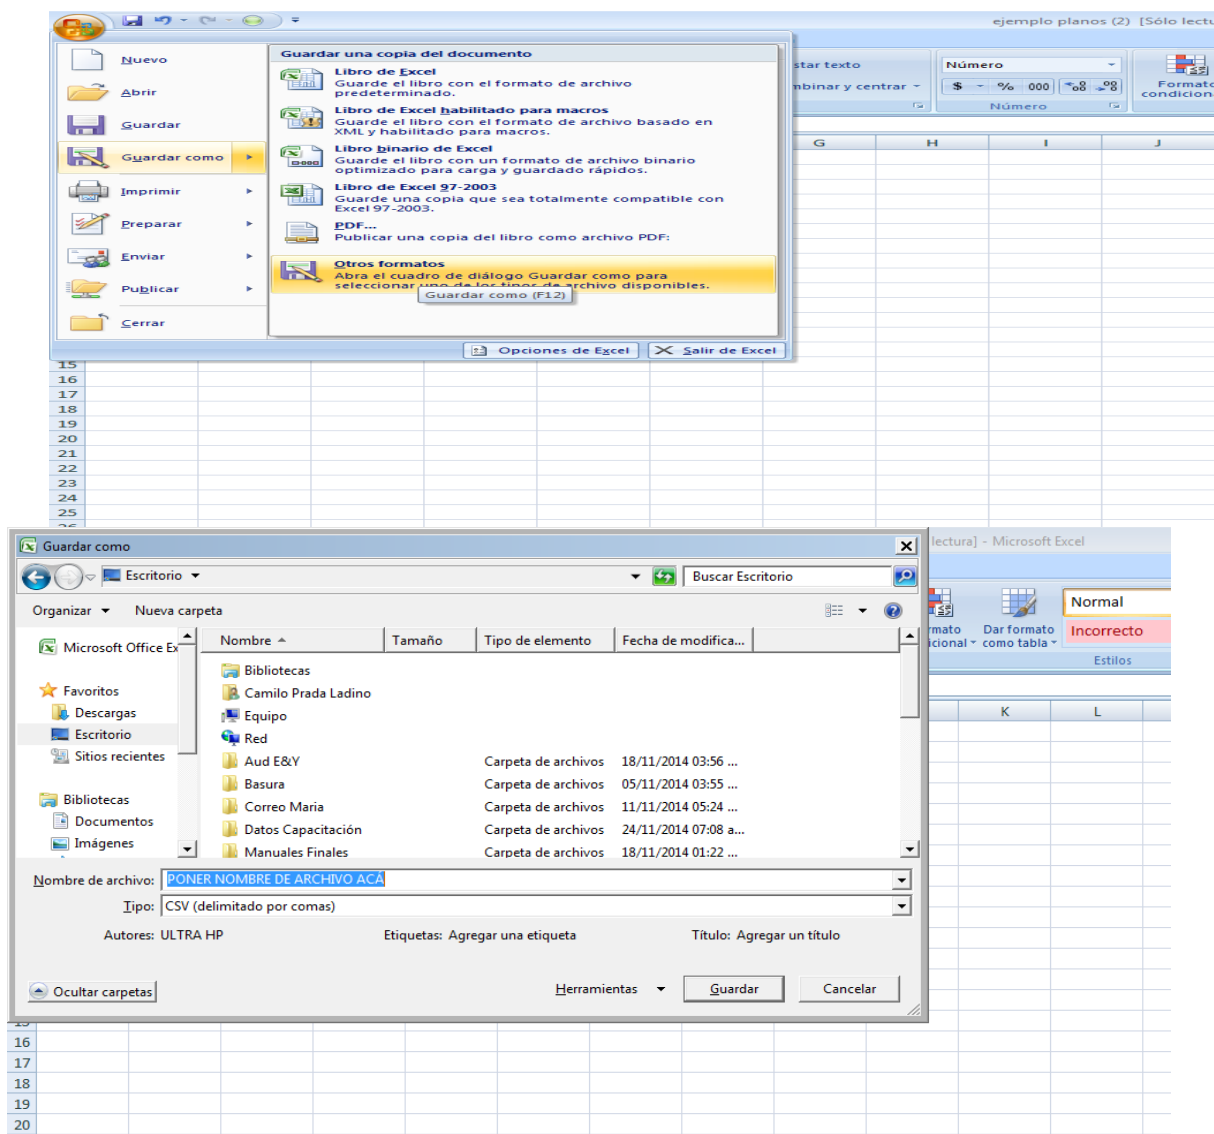 ejemplo planos (2) [Sólo lectu
Nuevo
Abrir
Guardar
Guardar como
Imprimir
Preparar
Enviar
Publicar
Cerrar
Guardar una copia del documento
Libro de Excel
Guarde el libro con el formato de archivo
predeterminado.
Libro de Excel habilitado para macros
Guarde el libro con el formato de archivo basado en
XML y habilitado para macros.
Libro binario de Excel
Guarde el libro con un formato de archivo binario
optimizado para carga y guardado rápidos.
Libro de Excel 97-2003
Guarde una copia que sea totalmente compatible con
Excel 97-2003.
PDF...
Publicar una copia del libro como archivo PDF:
Otros formatos
Abra el cuadro de diálogo Guardar como para
seleccionar uno de los tipos de archivo disponibles.
Guardar como (F12)
Opciones de Excel
Salir de Excel
star texto
mbinar y centrar
Número
$ % 000
Número
Formato
condicion
G H I J
15
16
17
18
19
20
21
22
23
24
25
26
Guardar como
Escritorio
Buscar Escritorio
Organizar
Nueva carpeta
Microsoft Office Ex
Favoritos
Descargas
Escritorio
Sitios recientes
Bibliotecas
Documentos
Imágenes
Nombre Tamaño Tipo de elemento Fecha de modifica...
Bibliotecas
Camilo Prada Ladino
Equipo
Red
Aud E&Y Carpeta de archivos 18/11/2014 03:56 ...
Basura Carpeta de archivos 05/11/2014 03:55 ...
Correo Maria Carpeta de archivos 11/11/2014 05:24 ...
Datos Capacitación Carpeta de archivos 24/11/2014 07:08 a...
Manuales Finales Carpeta de archivos 18/11/2014 01:22 ...
Nombre de archivo: PONER NOMBRE DE ARCHIVO ACÁ
Tipo: CSV (delimitado por comas)
Autores: ULTRA HP Etiquetas: Agregar una etiqueta Título: Agregar un título
Ocultar carpetas
Herramientas
Guardar
Cancelar
lectura] - Microsoft Excel
rmato
icional
Dar formato
como tabla
Normal
Incorrecto
Estilos
K L
15
16
17
18
19
20